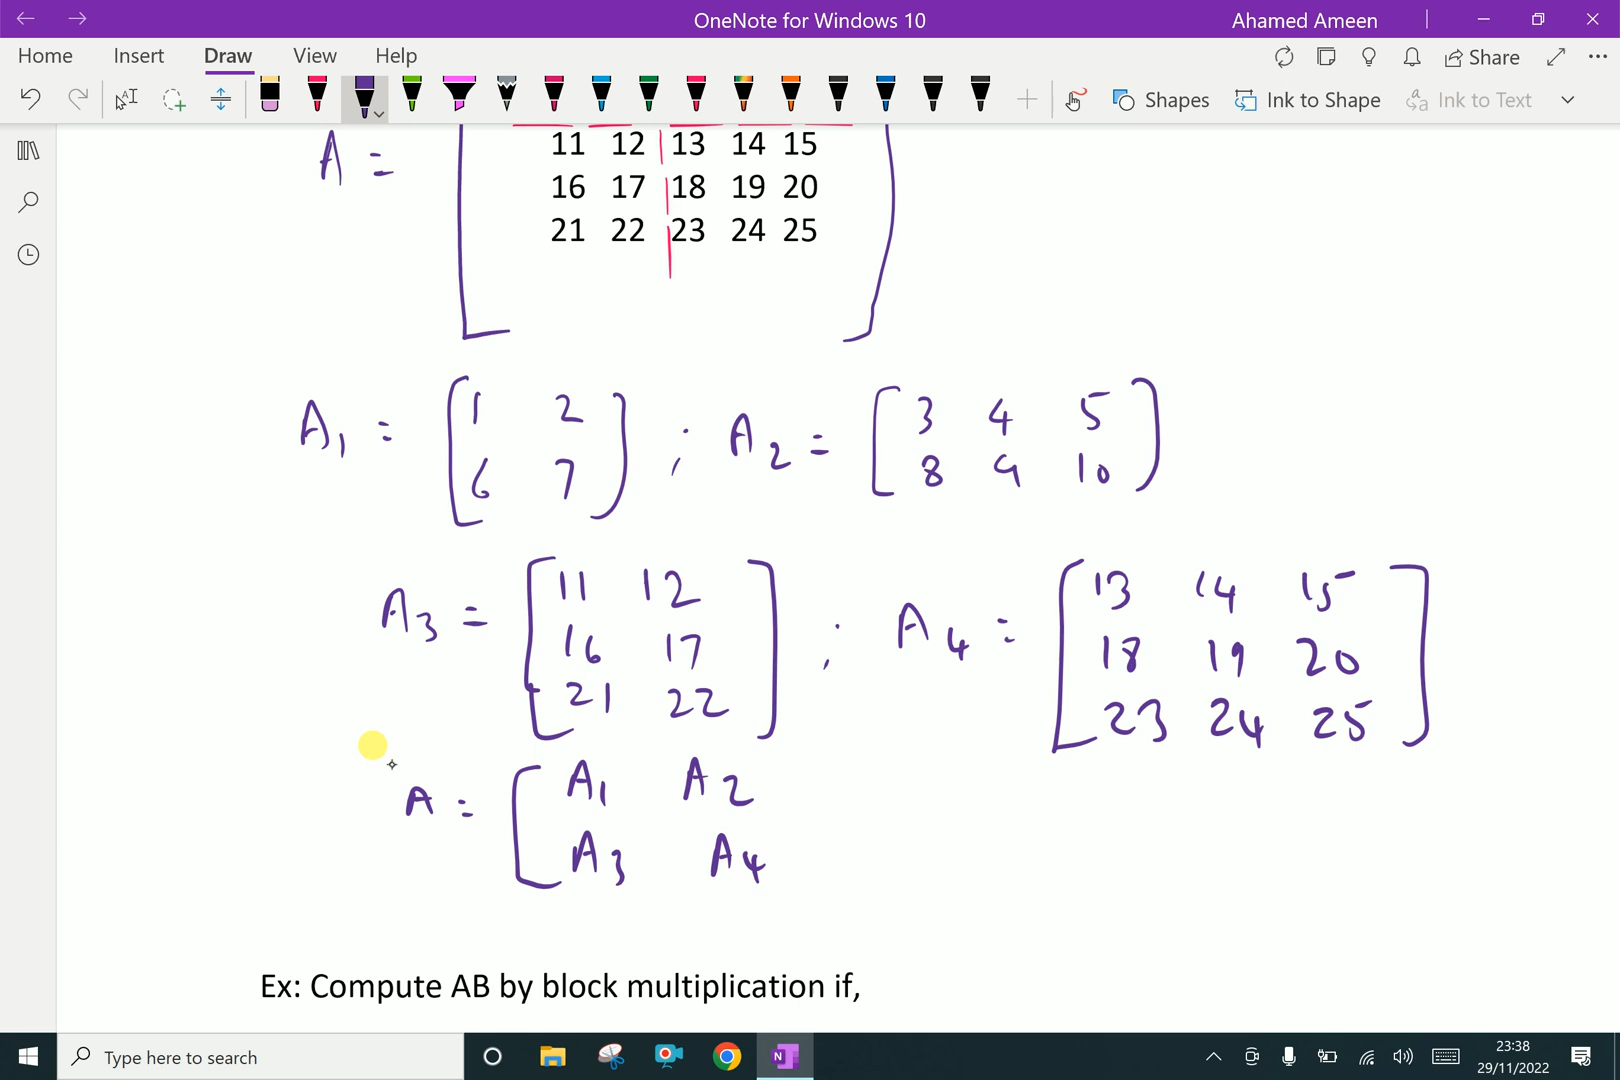 OneNote for Windows 10 Ahamed Ameen
Home Insert Draw View Help Share
Shapes Ink to Shape Ink to Text
A = 11 12 13 14 15
16 17 18 19 20
21 22 23 24 25
A1 = [ 1 2 ; 6 7 ] ; A2 = [ 3 4 5 ; 8 9 10 ]
A3 = [ 11 12 ; 16 17 ; 21 22 ] ; A4 = [ 13 14 15 ; 18 19 20 ; 23 24 25 ]
A = [ A1 A2
A3 A4
Ex: Compute AB by block multiplication if,
Type here to search
23:38
29/11/2022